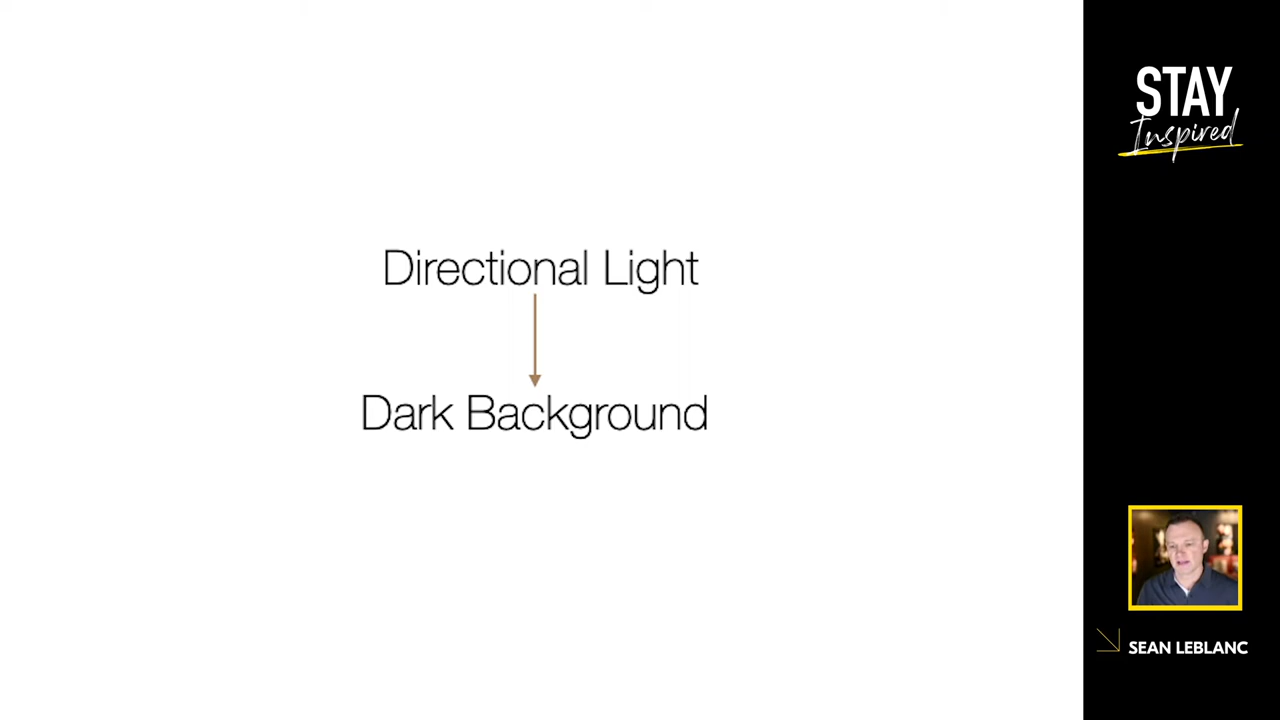 Directional Light
Dark Background
STAY
Inspired
SEAN LEBLANC